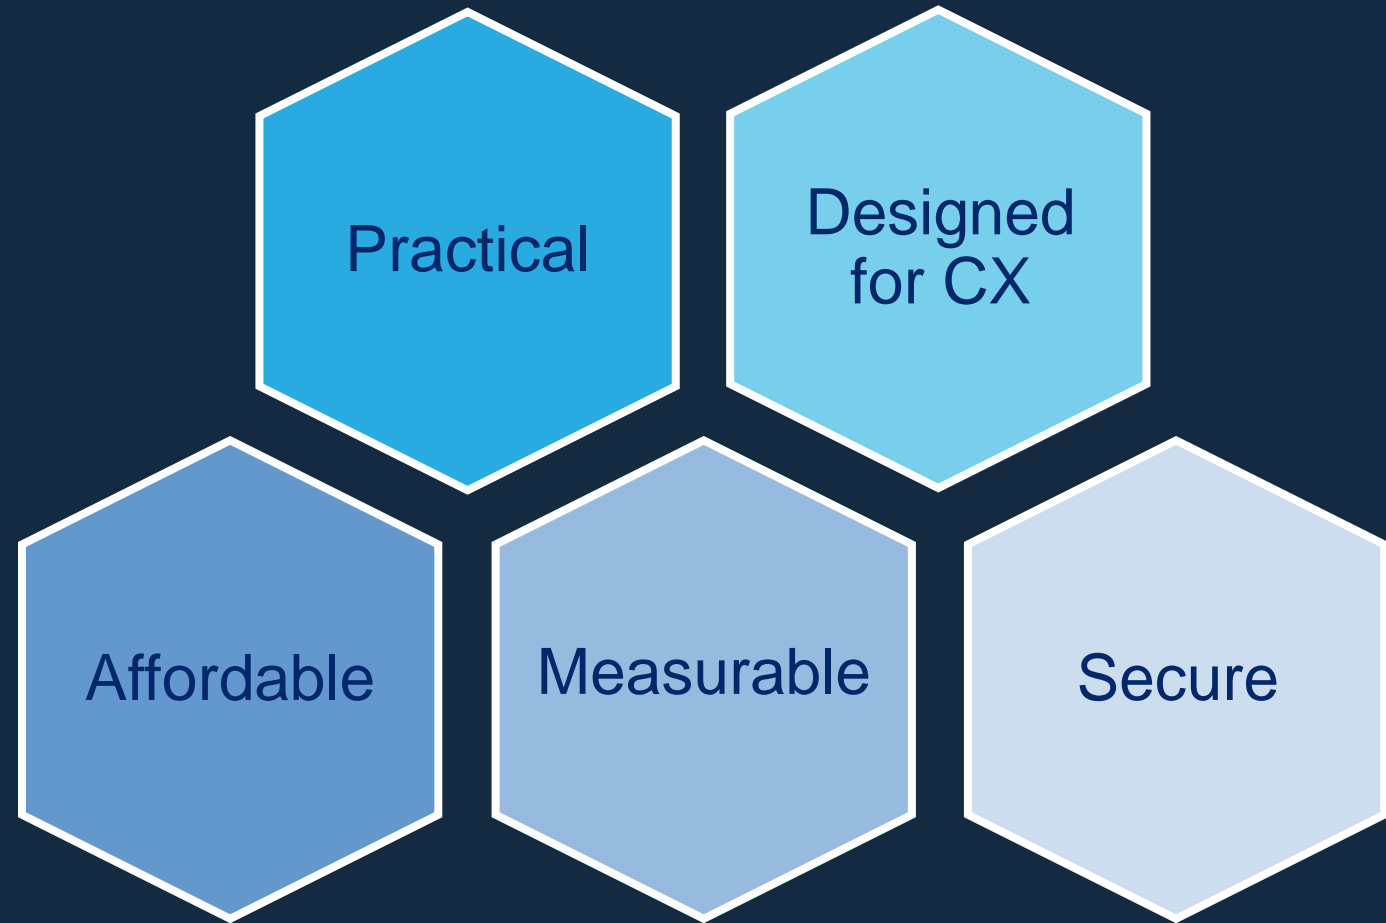 Practical
Designed
for CX
Affordable
Measurable
Secure